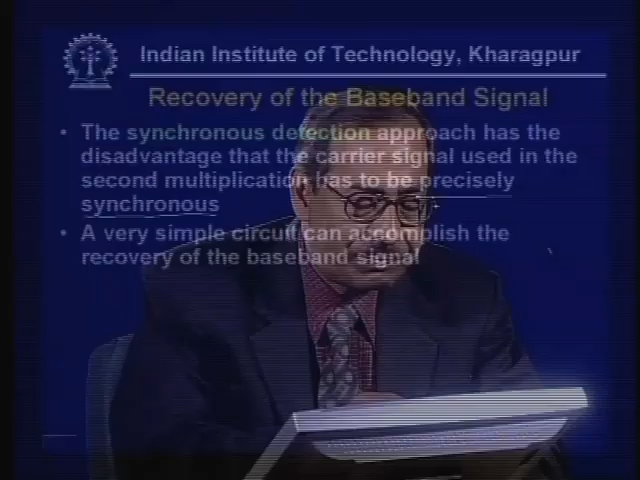 Indian Institute of Technology, Kharagpur
Recovery of the Baseband Signal
• The synchronous detection approach has the
disadvantage that the carrier signal used in the
second multiplication has to be precisely
synchronous
• A very simple circuit can accomplish the
recovery of the baseband signal